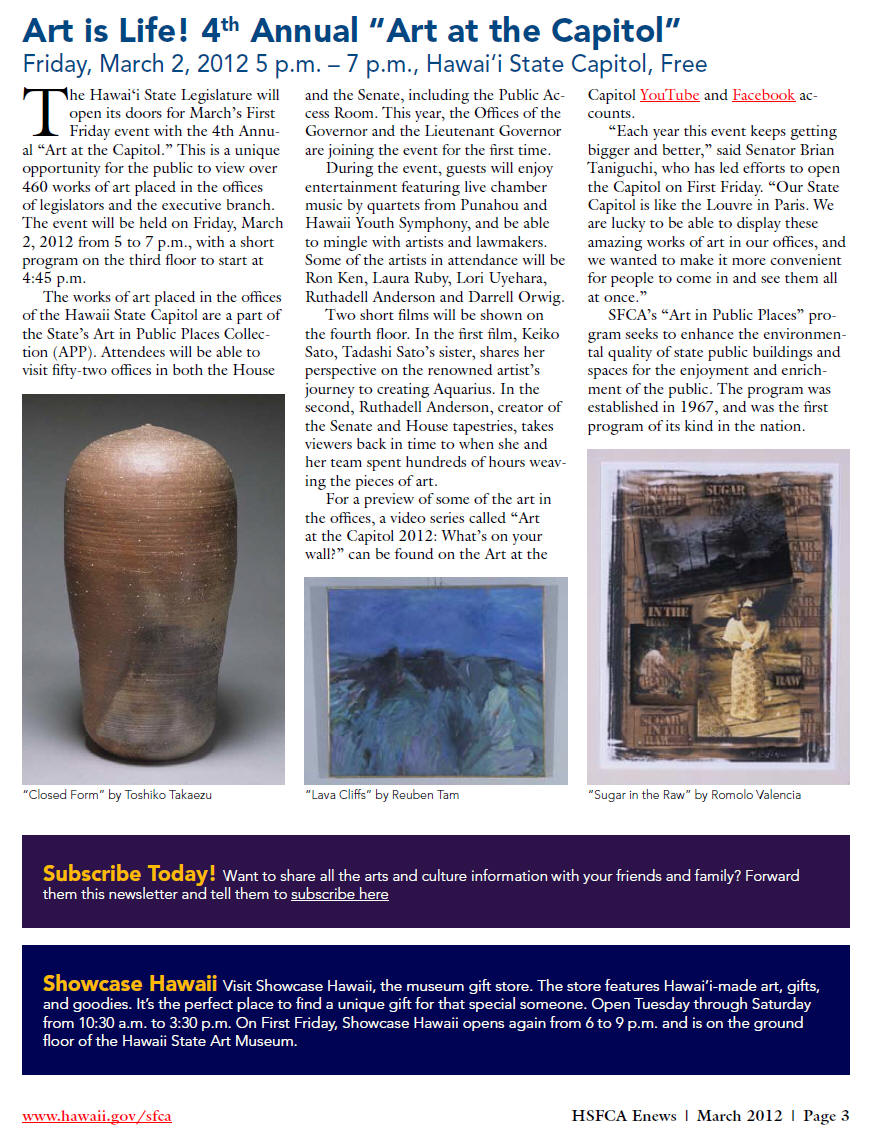 Art is Life! 4th Annual “Art at the Capitol”
Friday, March 2, 2012 5 p.m. – 7 p.m., Hawai‘i State Capitol, Free
The Hawai‘i State Legislature will
open its doors for March’s First
Friday event with the 4th Annu-
al “Art at the Capitol.” This is a unique
opportunity for the public to view over
460 works of art placed in the offices
of legislators and the executive branch.
The event will be held on Friday, March
2, 2012 from 5 to 7 p.m., with a short
program on the third floor to start at
4:45 p.m.
The works of art placed in the offices
of the Hawaii State Capitol are a part of
the State’s Art in Public Places Collec-
tion (APP). Attendees will be able to
visit fifty-two offices in both the House
and the Senate, including the Public Ac-
cess Room. This year, the Offices of the
Governor and the Lieutenant Governor
are joining the event for the first time.
During the event, guests will enjoy
entertainment featuring live chamber
music by quartets from Punahou and
Hawaii Youth Symphony, and be able
to mingle with artists and lawmakers.
Some of the artists in attendance will be
Ron Ken, Laura Ruby, Lori Uyehara,
Ruthadell Anderson and Darrell Orwig.
Two short films will be shown on
the fourth floor. In the first film, Keiko
Sato, Tadashi Sato’s sister, shares her
perspective on the renowned artist’s
journey to creating Aquarius. In the
second, Ruthadell Anderson, creator of
the Senate and House tapestries, takes
viewers back in time to when she and
her team spent hundreds of hours weav-
ing the pieces of art.
For a preview of some of the art in
the offices, a video series called “Art
at the Capitol 2012: What’s on your
wall?” can be found on the Art at the
Capitol YouTube and Facebook ac-
counts.
“Each year this event keeps getting
bigger and better,” said Senator Brian
Taniguchi, who has led efforts to open
the Capitol on First Friday. “Our State
Capitol is like the Louvre in Paris. We
are lucky to be able to display these
amazing works of art in our offices, and
we wanted to make it more convenient
for people to come in and see them all
at once.”
SFCA’s “Art in Public Places” pro-
gram seeks to enhance the environmen-
tal quality of state public buildings and
spaces for the enjoyment and enrich-
ment of the public. The program was
established in 1967, and was the first
program of its kind in the nation.
SUGAR
IN THE
RAW
SUGAR
IN THE
RAW
“Closed Form” by Toshiko Takaezu
“Lava Cliffs” by Reuben Tam
“Sugar in the Raw” by Romolo Valencia
Subscribe Today! Want to share all the arts and culture information with your friends and family? Forward
them this newsletter and tell them to subscribe here
Showcase Hawaii Visit Showcase Hawaii, the museum gift store. The store features Hawai‘i-made art, gifts,
and goodies. It’s the perfect place to find a unique gift for that special someone. Open Tuesday through Saturday
from 10:30 a.m. to 3:30 p.m. On First Friday, Showcase Hawaii opens again from 6 to 9 p.m. and is on the ground
floor of the Hawaii State Art Museum.
www.hawaii.gov/sfca
HSFCA Enews | March 2012 | Page 3